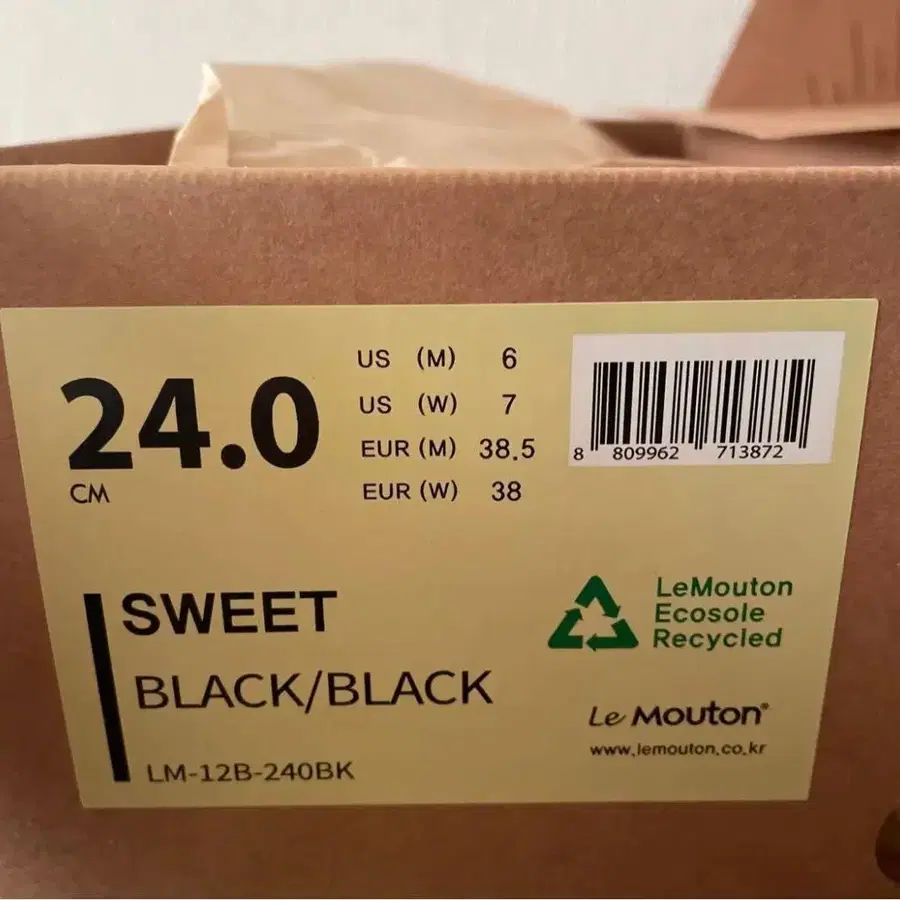 24.0
CM
US (M) 6
US (W) 7
EUR (M) 38.5
EUR (W) 38
8 809962 713872
SWEET
BLACK/BLACK
LM-12B-240BK
LeMouton
Ecosole
Recycled
Le Mouton®
www.lemouton.co.kr